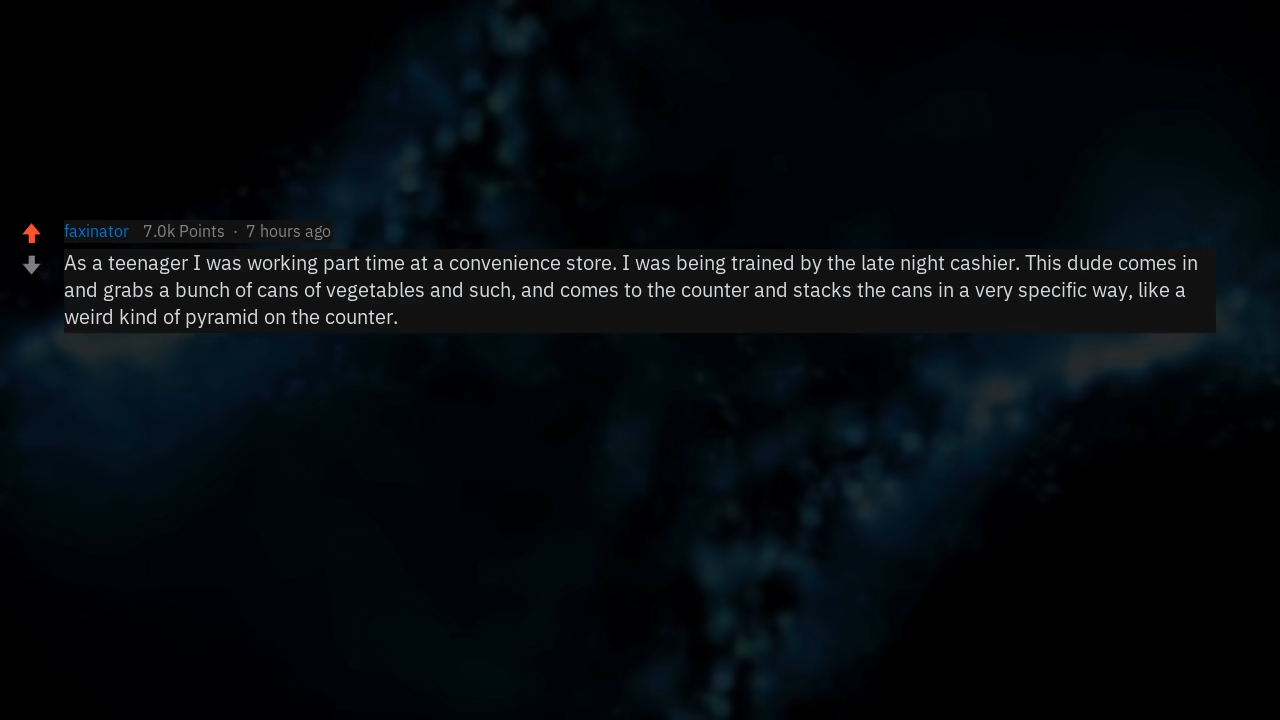 faxinator 7.0k Points · 7 hours ago
As a teenager I was working part time at a convenience store. I was being trained by the late night cashier. This dude comes in
and grabs a bunch of cans of vegetables and such, and comes to the counter and stacks the cans in a very specific way, like a
weird kind of pyramid on the counter.